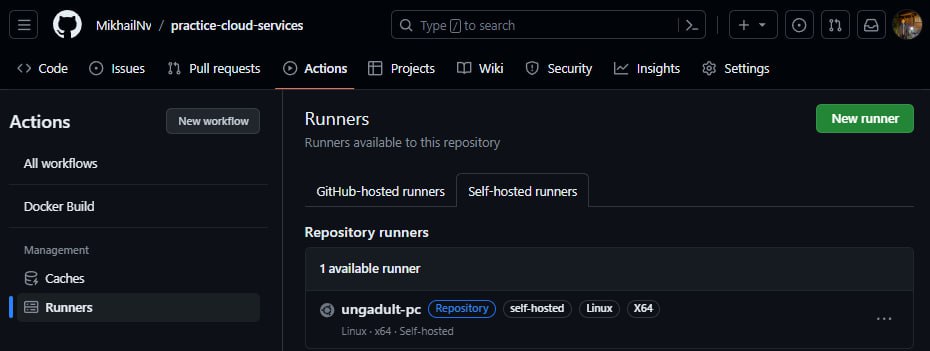 MikhailNv / practice-cloud-services
Type / to search
Code Issues Pull requests Actions Projects Wiki Security Insights Settings
Actions
New workflow
All workflows
Docker Build
Management
Caches
Runners
Runners
New runner
Runners available to this repository
GitHub-hosted runners Self-hosted runners
Repository runners
1 available runner
ungadult-pc Repository self-hosted Linux X64
Linux · x64 · Self-hosted